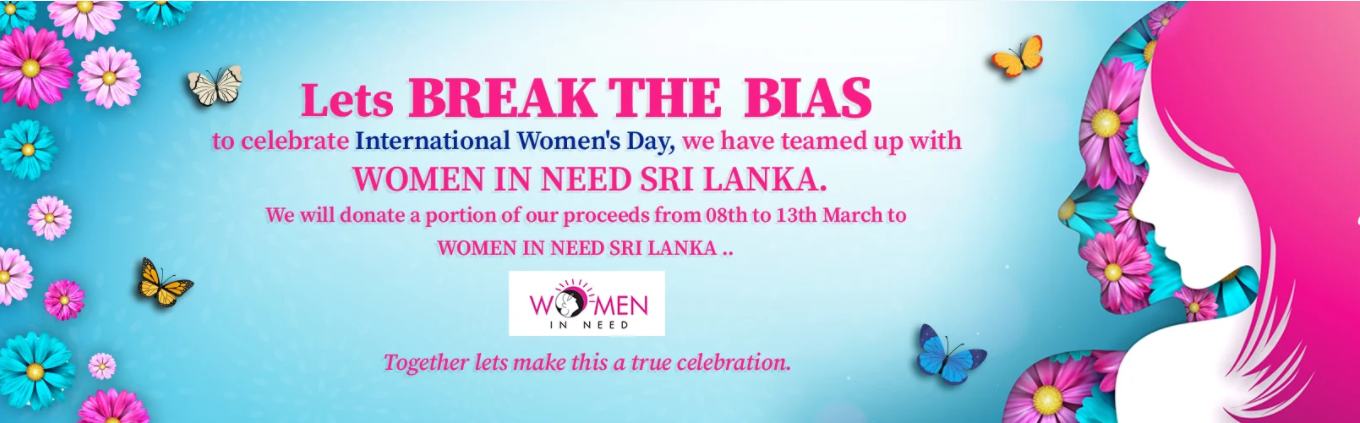 Lets BREAK THE BIAS
to celebrate International Women's Day, we have teamed up with
WOMEN IN NEED SRI LANKA.
We will donate a portion of our proceeds from 08th to 13th March to
WOMEN IN NEED SRI LANKA ..
WOMEN
IN NEED
Together lets make this a true celebration.